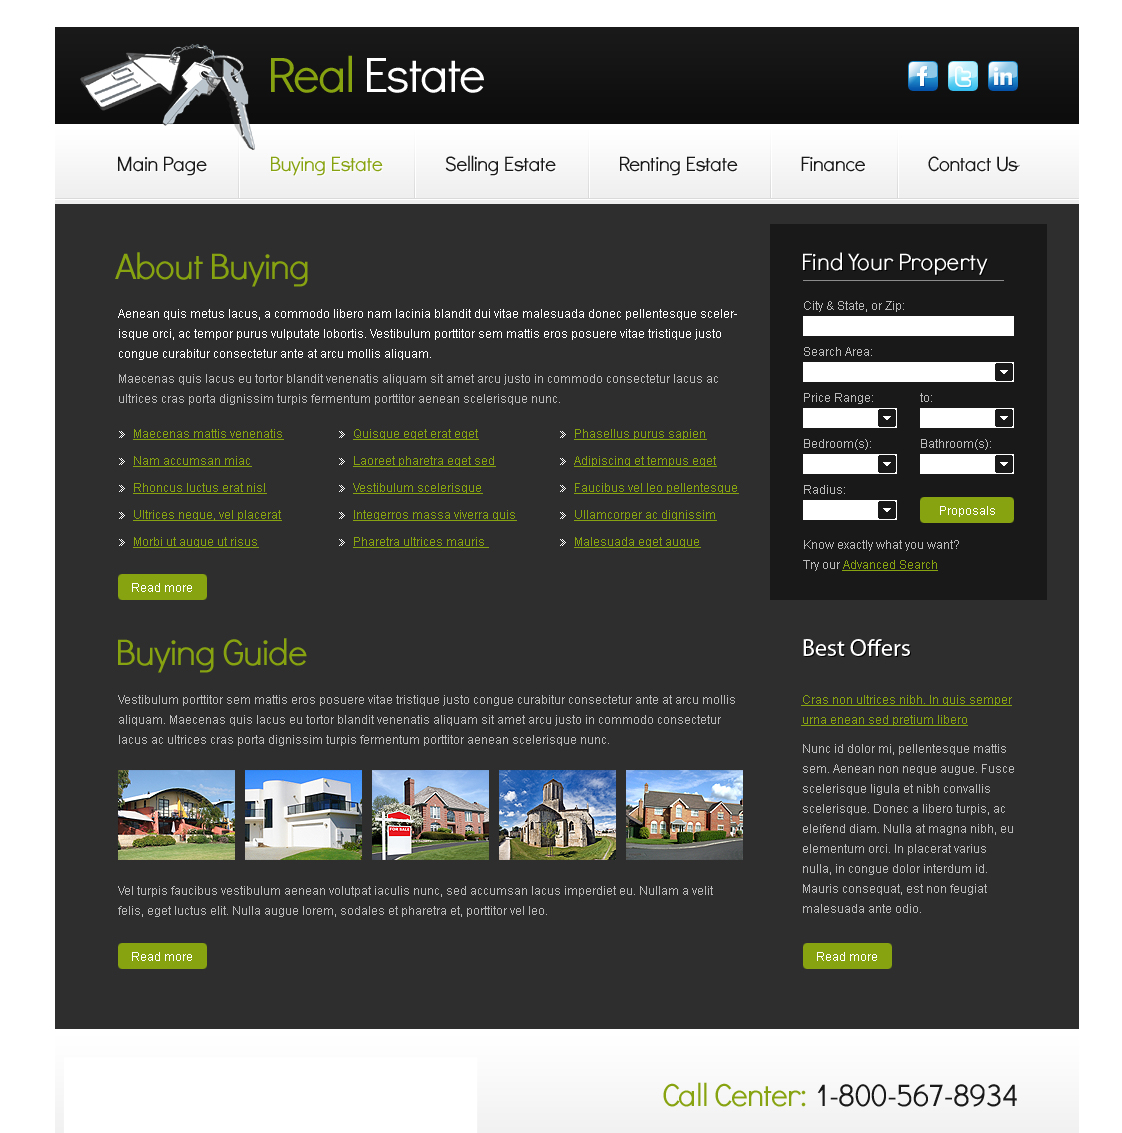 Real Estate
f t in
Main Page
Buying Estate
Selling Estate
Renting Estate
Finance
Contact Us
About Buying
Aenean quis metus lacus, a commodo libero nam lacinia blandit dui vitae malesuada donec pellentesque sceler-
isque orci, ac tempor purus vulputate lobortis. Vestibulum porttitor sem mattis eros posuere vitae tristique justo
congue curabitur consectetur ante at arcu mollis aliquam.
Maecenas quis lacus eu tortor blandit venenatis aliquam sit amet arcu justo in commodo consectetur lacus ac
ultrices cras porta dignissim turpis fermentum porttitor aenean scelerisque nunc.
Maecenas mattis venenatis
Nam accumsan miac
Rhoncus luctus erat nisl
Ultrices neque, vel placerat
Morbi ut augue ut risus
Quisque eget erat eget
Laoreet pharetra eget sed
Vestibulum scelerisque
Integerros massa viverra quis
Pharetra ultrices mauris
Phasellus purus sapien
Adipiscing et tempus eget
Faucibus vel leo pellentesque
Ullamcorper ac dignissim
Malesuada eget augue
Read more
Find Your Property
City & State, or Zip:
Search Area:
Price Range:
to:
Bedroom(s):
Bathroom(s):
Radius:
Proposals
Know exactly what you want?
Try our Advanced Search
Buying Guide
Vestibulum porttitor sem mattis eros posuere vitae tristique justo congue curabitur consectetur ante at arcu mollis
aliquam. Maecenas quis lacus eu tortor blandit venenatis aliquam sit amet arcu justo in commodo consectetur
lacus ac ultrices cras porta dignissim turpis fermentum porttitor aenean scelerisque nunc.
FOR SALE
Vel turpis faucibus vestibulum aenean volutpat iaculis nunc, sed accumsan lacus imperdiet eu. Nullam a velit
felis, eget luctus elit. Nulla augue lorem, sodales et pharetra et, porttitor vel leo.
Read more
Best Offers
Cras non ultrices nibh. In quis semper
urna enean sed pretium libero
Nunc id dolor mi, pellentesque mattis
sem. Aenean non neque augue. Fusce
scelerisque ligula et nibh convallis
scelerisque. Donec a libero turpis, ac
eleifend diam. Nulla at magna nibh, eu
elementum orci. In placerat varius
nulla, in congue dolor interdum id.
Mauris consequat, est non feugiat
malesuada ante odio.
Read more
Call Center: 1-800-567-8934